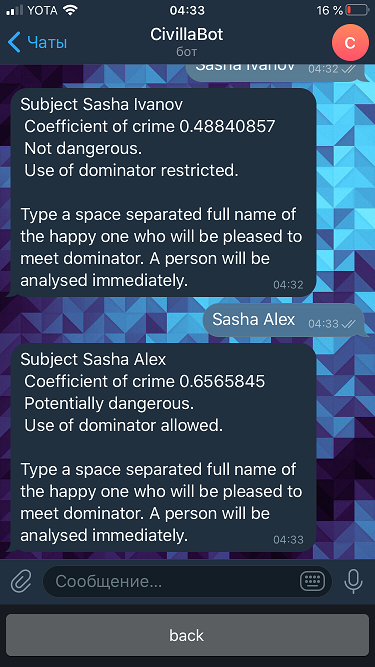 YOTA 04:33 16 %
Чаты CivillaBot C
бот
Sasha Ivanov 04:32
Subject Sasha Ivanov
Coefficient of crime 0.48840857
Not dangerous.
Use of dominator restricted.
Type a space separated full name of
the happy one who will be pleased to
meet dominator. A person will be
analysed immediately. 04:32
Sasha Alex 04:33
Subject Sasha Alex
Coefficient of crime 0.6565845
Potentially dangerous.
Use of dominator allowed.
Type a space separated full name of
the happy one who will be pleased to
meet dominator. A person will be
analysed immediately. 04:33
Сообщение...
back